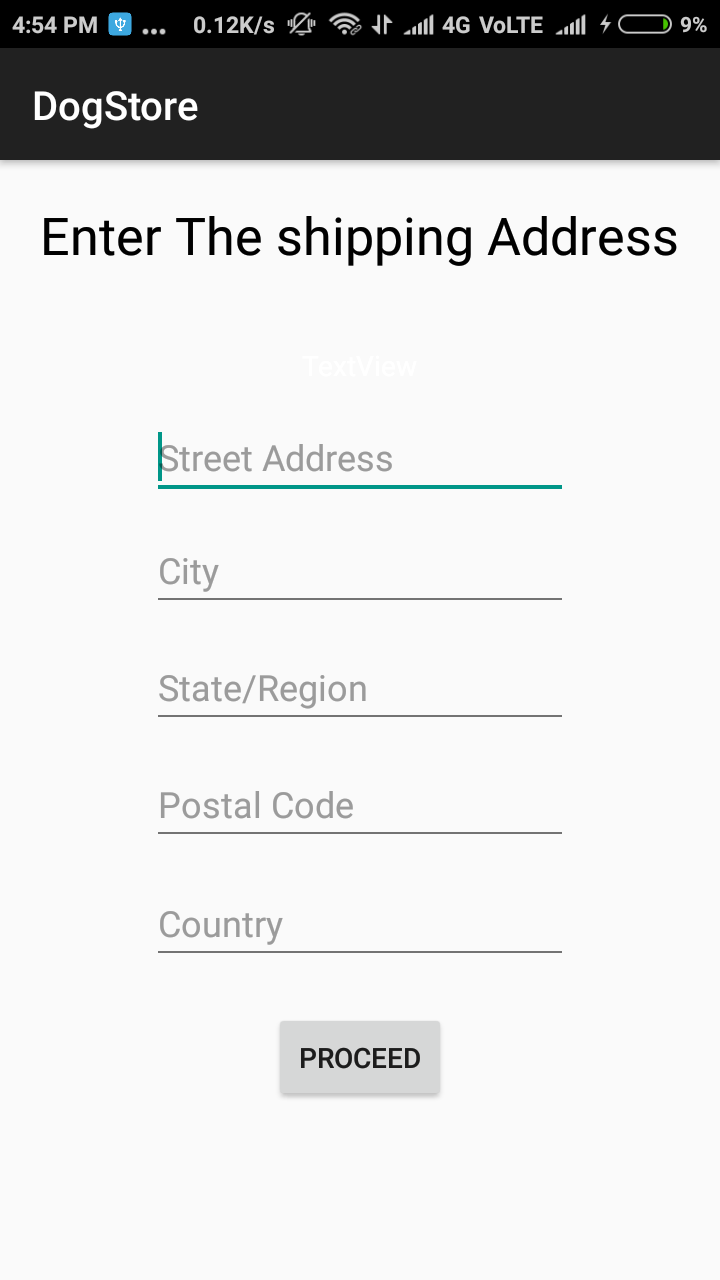 4:54 PM ... 0.12K/s 4G VoLTE 9%
DogStore
Enter The shipping Address
TextView
Street Address
City
State/Region
Postal Code
Country
PROCEED